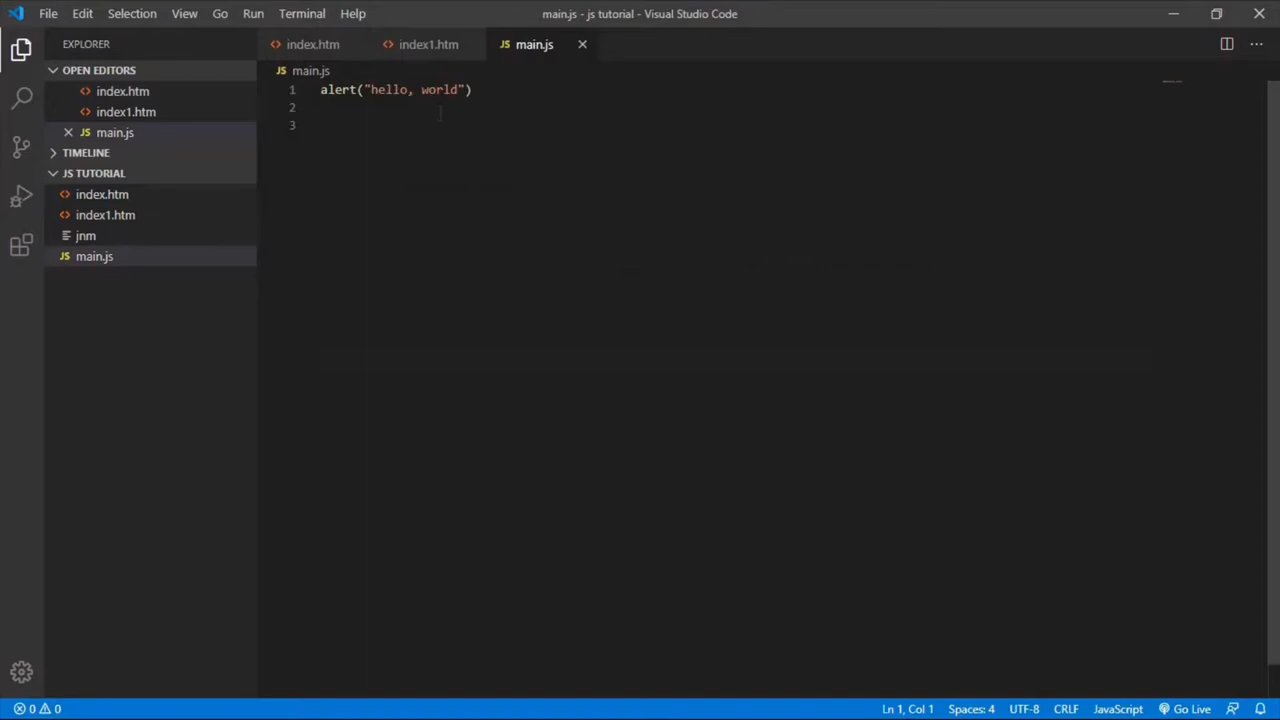 File Edit Selection View Go Run Terminal Help main.js - js tutorial - Visual Studio Code
EXPLORER
index.htm index1.htm JS main.js
OPEN EDITORS
index.htm
index1.htm
JS main.js
TIMELINE
JS TUTORIAL
index.htm
index1.htm
jnm
JS main.js
JS main.js
1 alert("hello, world")
2
3
0 0 Ln 1, Col 1 Spaces: 4 UTF-8 CRLF JavaScript Go Live